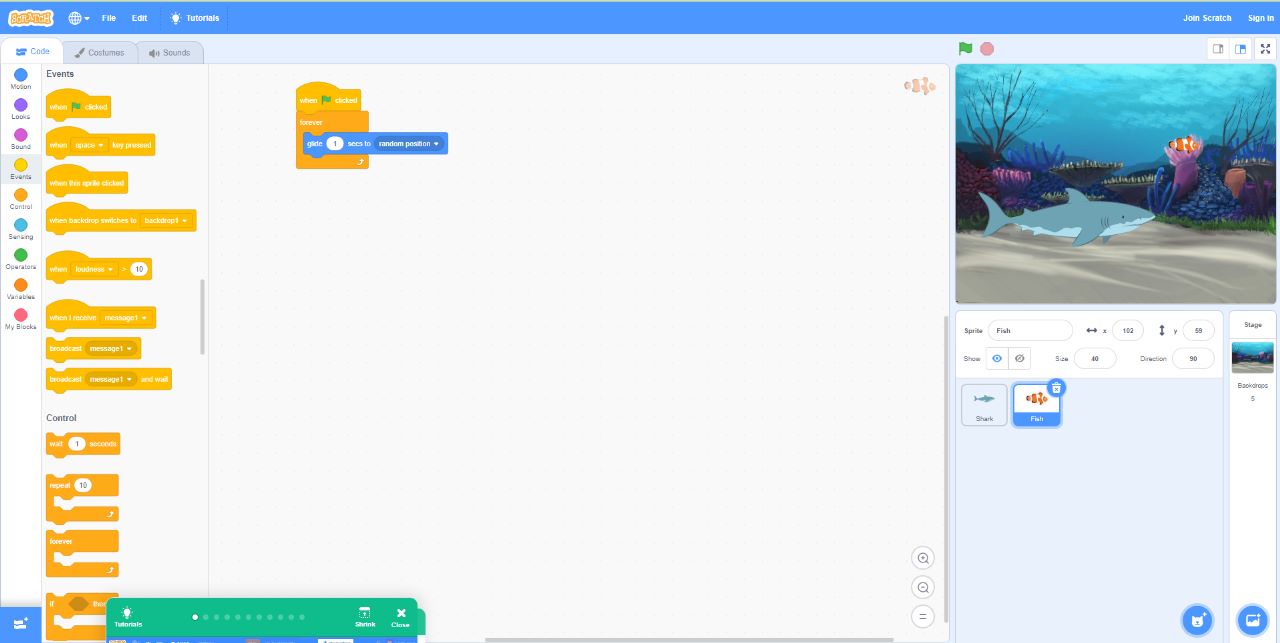 SCRATCH File Edit Tutorials Join Scratch Sign in
Code Costumes Sounds
Motion
Looks
Sound
Events
Control
Sensing
Operators
Variables
My Blocks
Events
when clicked
when space key pressed
when this sprite clicked
when backdrop switches to backdrop1
when loudness > 10
when I receive message1
broadcast message1
broadcast message1 and wait
Control
wait 1 seconds
repeat 10
forever
if then
when clicked
forever
glide 1 secs to random position
Tutorials Shrink Close
Sprite Fish x 102 y 59
Show Size 40 Direction 90
Shark Fish
Stage
Backdrops
5